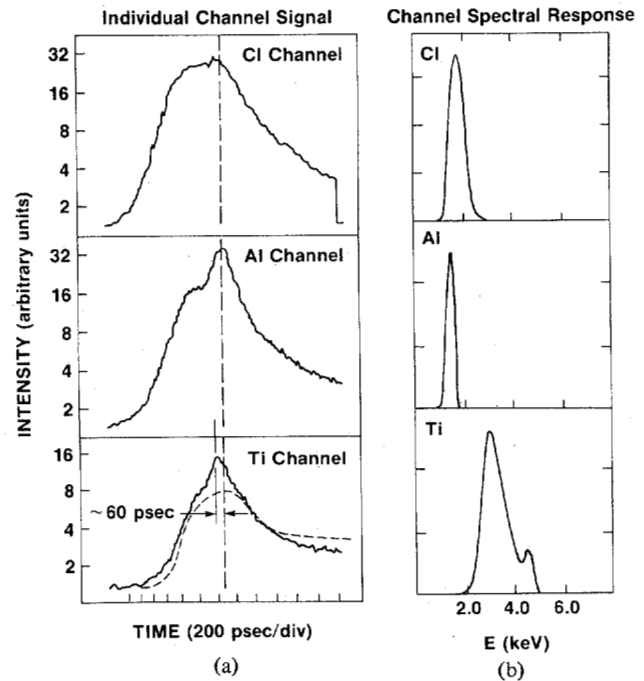 Individual Channel Signal
Channel Spectral Response
INTENSITY (arbitrary units)
Cl Channel
32
16
8
4
2
Al Channel
32
16
8
4
2
Ti Channel
16
8
4
2
~60 psec
TIME (200 psec/div)
(a)
Cl
Al
Ti
2.0 4.0 6.0
E (keV)
(b)